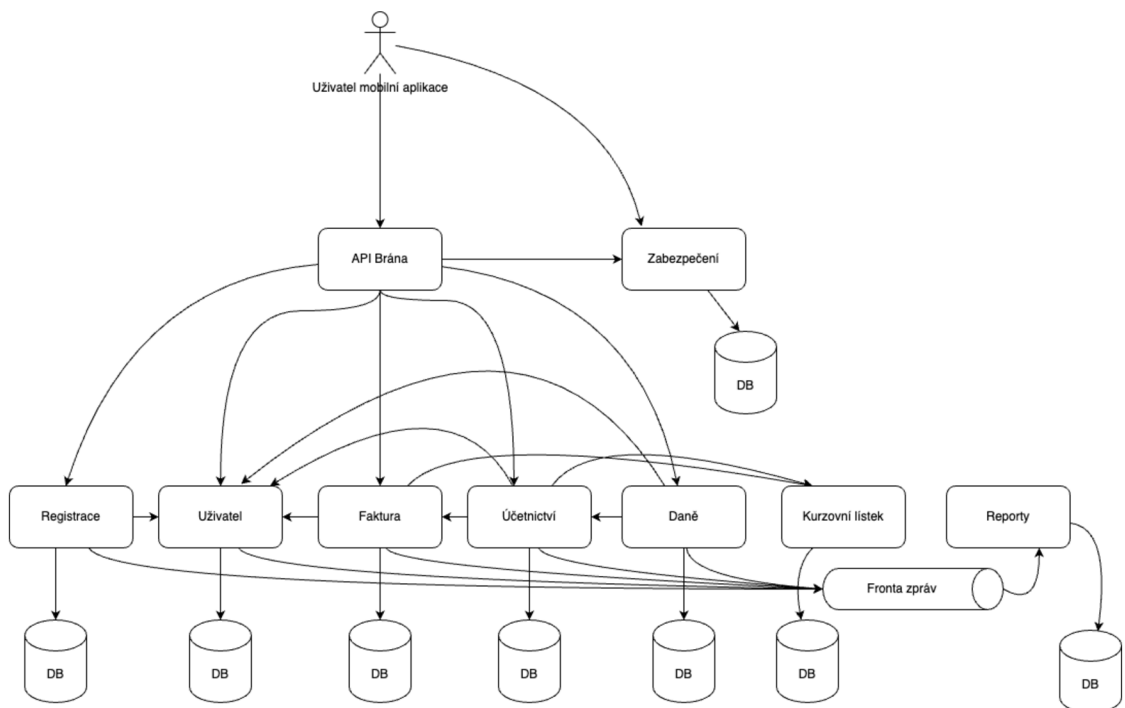 Uživatel mobilní aplikace
API Brána
Zabezpečení
DB
Registrace
Uživatel
Faktura
Účetnictví
Daně
Kurzovní lístek
Reporty
Fronta zpráv
DB
DB
DB
DB
DB
DB
DB